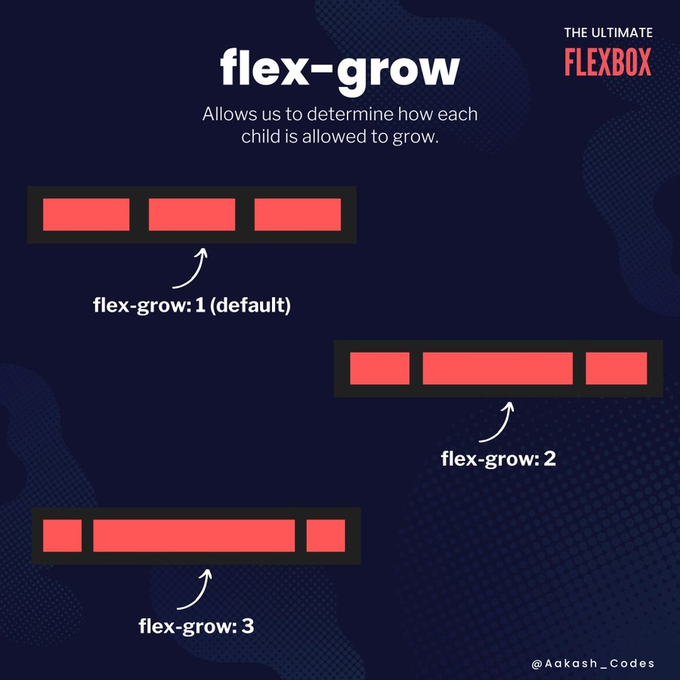 THE ULTIMATE
FLEXBOX
flex-grow
Allows us to determine how each
child is allowed to grow.
flex-grow: 1 (default)
flex-grow: 2
flex-grow: 3
@Aakash_Codes